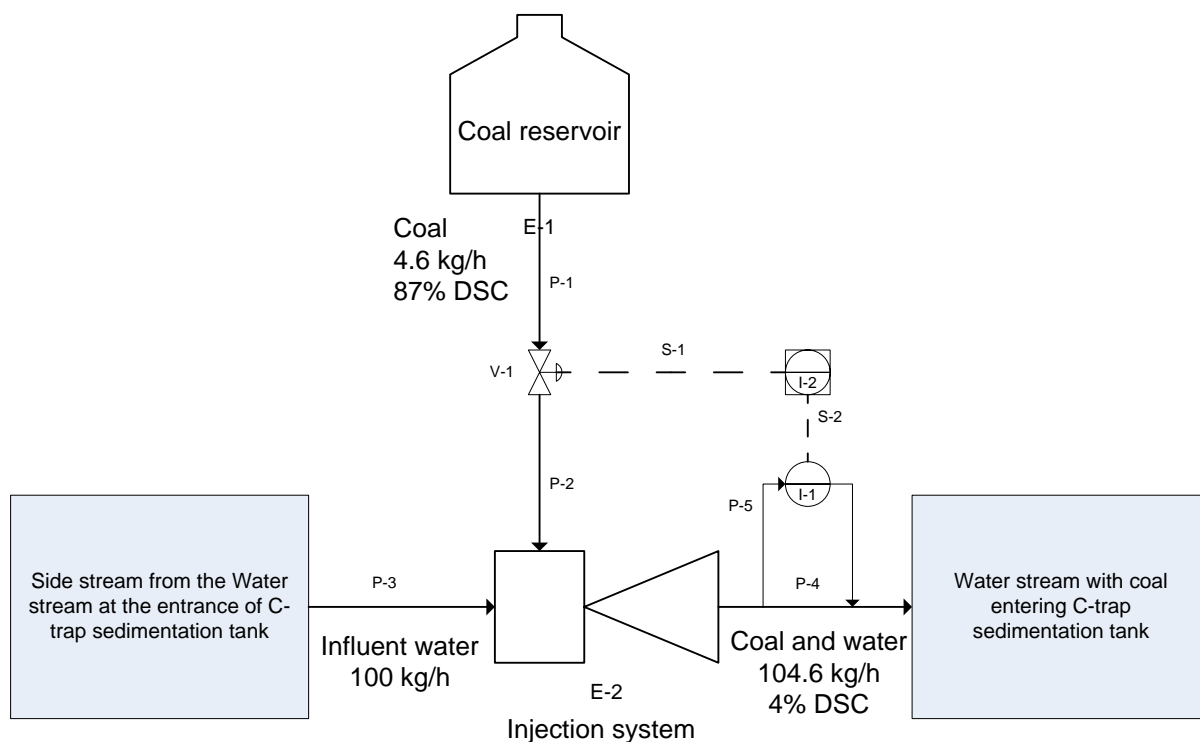 Coal reservoir
Coal
4.6 kg/h
87% DSC
E-1
P-1
V-1
S-1
I-2
S-2
P-2
I-1
P-5
Side stream from the Water
stream at the entrance of C-
trap sedimentation tank
P-3
Influent water
100 kg/h
E-2
Injection system
P-4
Coal and water
104.6 kg/h
4% DSC
Water stream with coal
entering C-trap
sedimentation tank